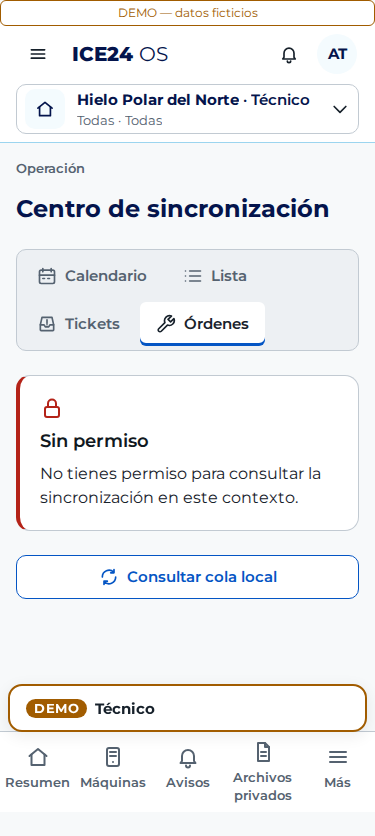 DEMO — datos ficticios
ICE24 OS
AT
Hielo Polar del Norte · Técnico
Todas · Todas
Operación
Centro de sincronización
Calendario
Lista
Tickets
Órdenes
Sin permiso
No tienes permiso para consultar la
sincronización en este contexto.
Consultar cola local
DEMO Técnico
Resumen
Máquinas
Avisos
Archivos
privados
Más